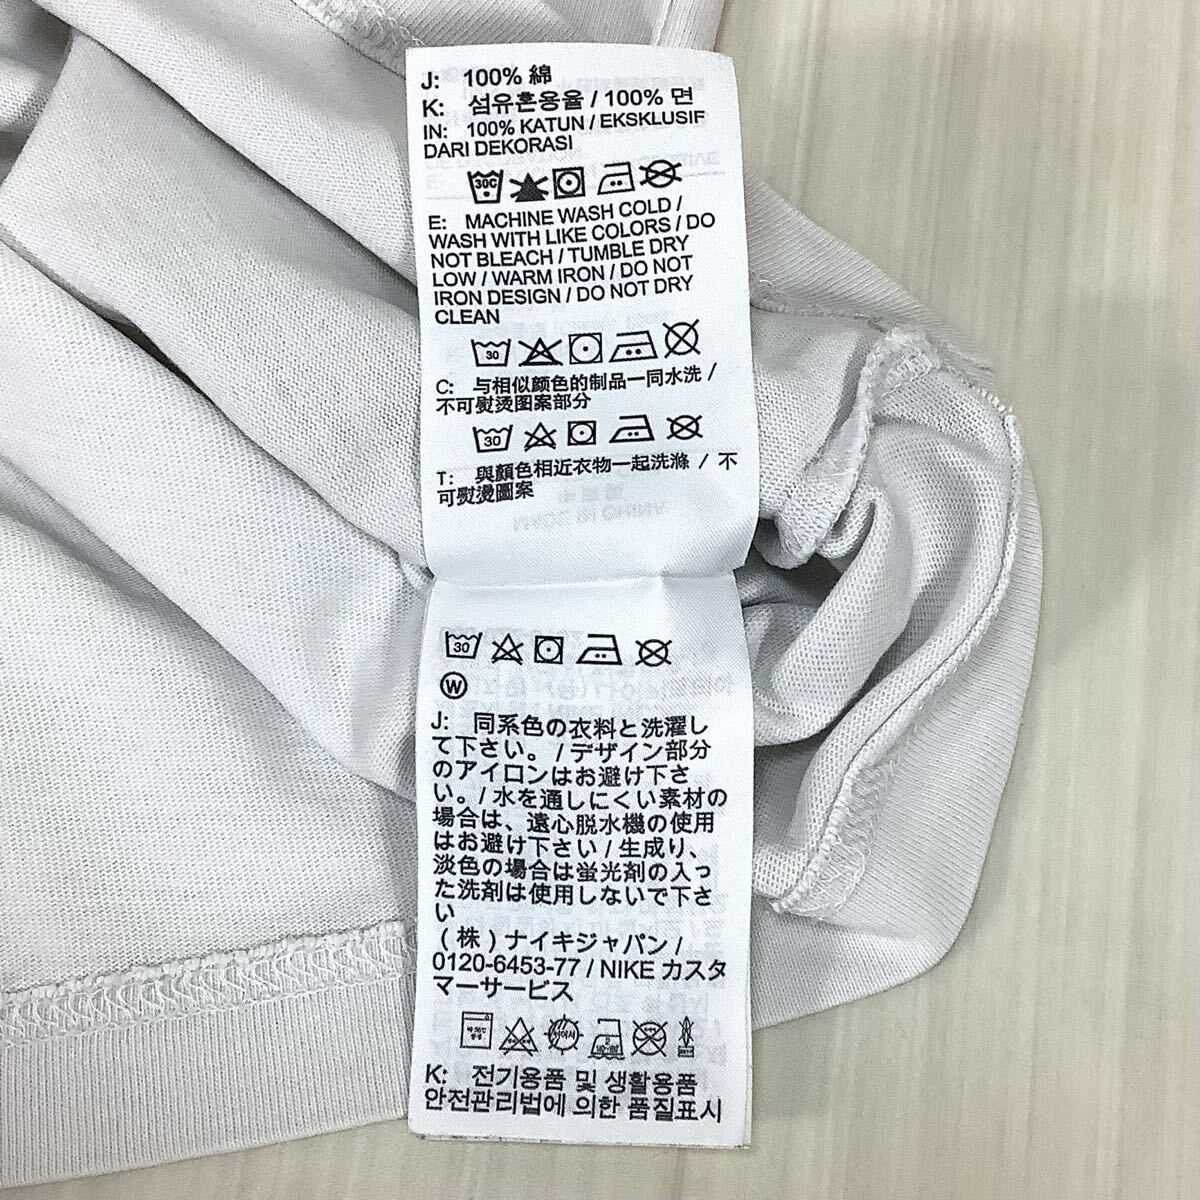 J: 100% 綿
K: 섬유혼용율 / 100% 면
IN: 100% KATUN / EKSKLUSIF
DARI DEKORASI
30C
E: MACHINE WASH COLD /
WASH WITH LIKE COLORS / DO
NOT BLEACH / TUMBLE DRY
LOW / WARM IRON / DO NOT
IRON DESIGN / DO NOT DRY
CLEAN
30
C: 与相似颜色的制品一同水洗 /
不可熨烫图案部分
30
T: 與顏色相近衣物一起洗滌 / 不
可熨燙圖案
MADE IN CHINA
30
W
J: 同系色の衣料と洗濯し
て下さい。/ デザイン部分
のアイロンはお避け下さ
い。/ 水を通しにくい素材の
場合は、遠心脱水機の使用
はお避け下さい / 生成り、
淡色の場合は蛍光剤の入っ
た洗剤は使用しないで下さ
い
(株) ナイキジャパン /
0120-6453-77 / NIKE カスタ
マーサービス
K: 전기용품 및 생활용품
안전관리법에 의한 품질표시